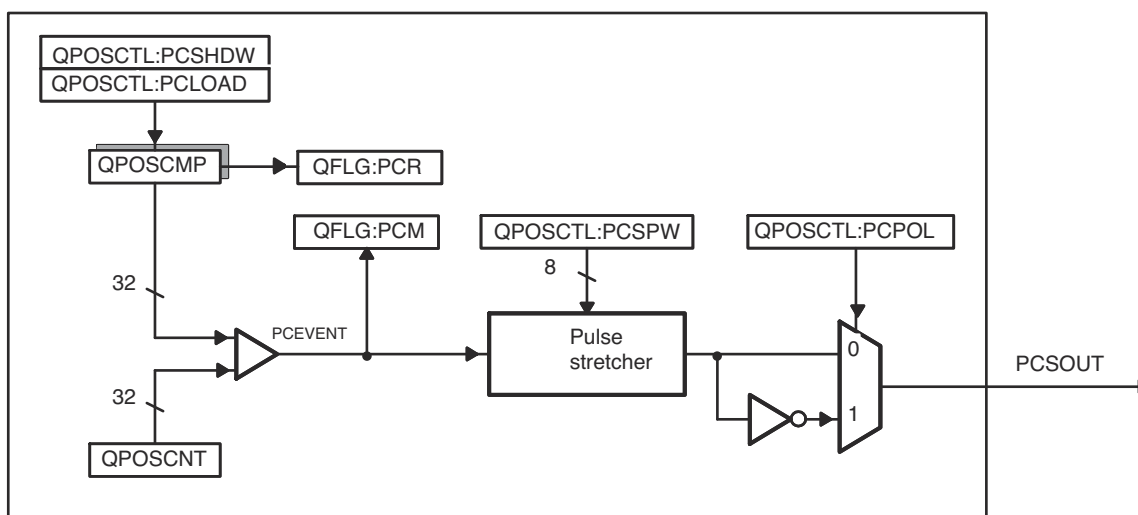 QPOSCTL:PCSHDW
QPOSCTL:PCLOAD
QPOSCMP
QFLG:PCR
QFLG:PCM
QPOSCTL:PCSPW
QPOSCTL:PCPOL
8
32
PCEVENT
Pulse
stretcher
0
PCSOUT
32
1
QPOSCNT